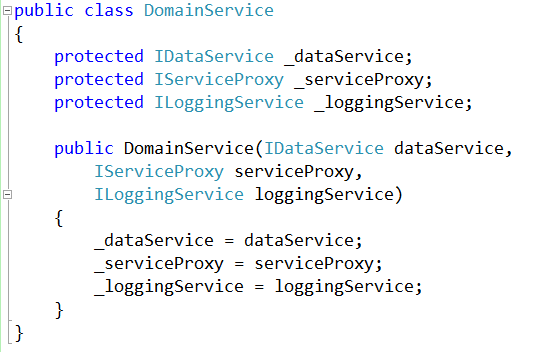 public class DomainService
{
    protected IDataService _dataService;
    protected IServiceProxy _serviceProxy;
    protected ILoggingService _loggingService;

    public DomainService(IDataService dataService,
        IServiceProxy serviceProxy,
        ILoggingService loggingService)
    {
        _dataService = dataService;
        _serviceProxy = serviceProxy;
        _loggingService = loggingService;
    }
}